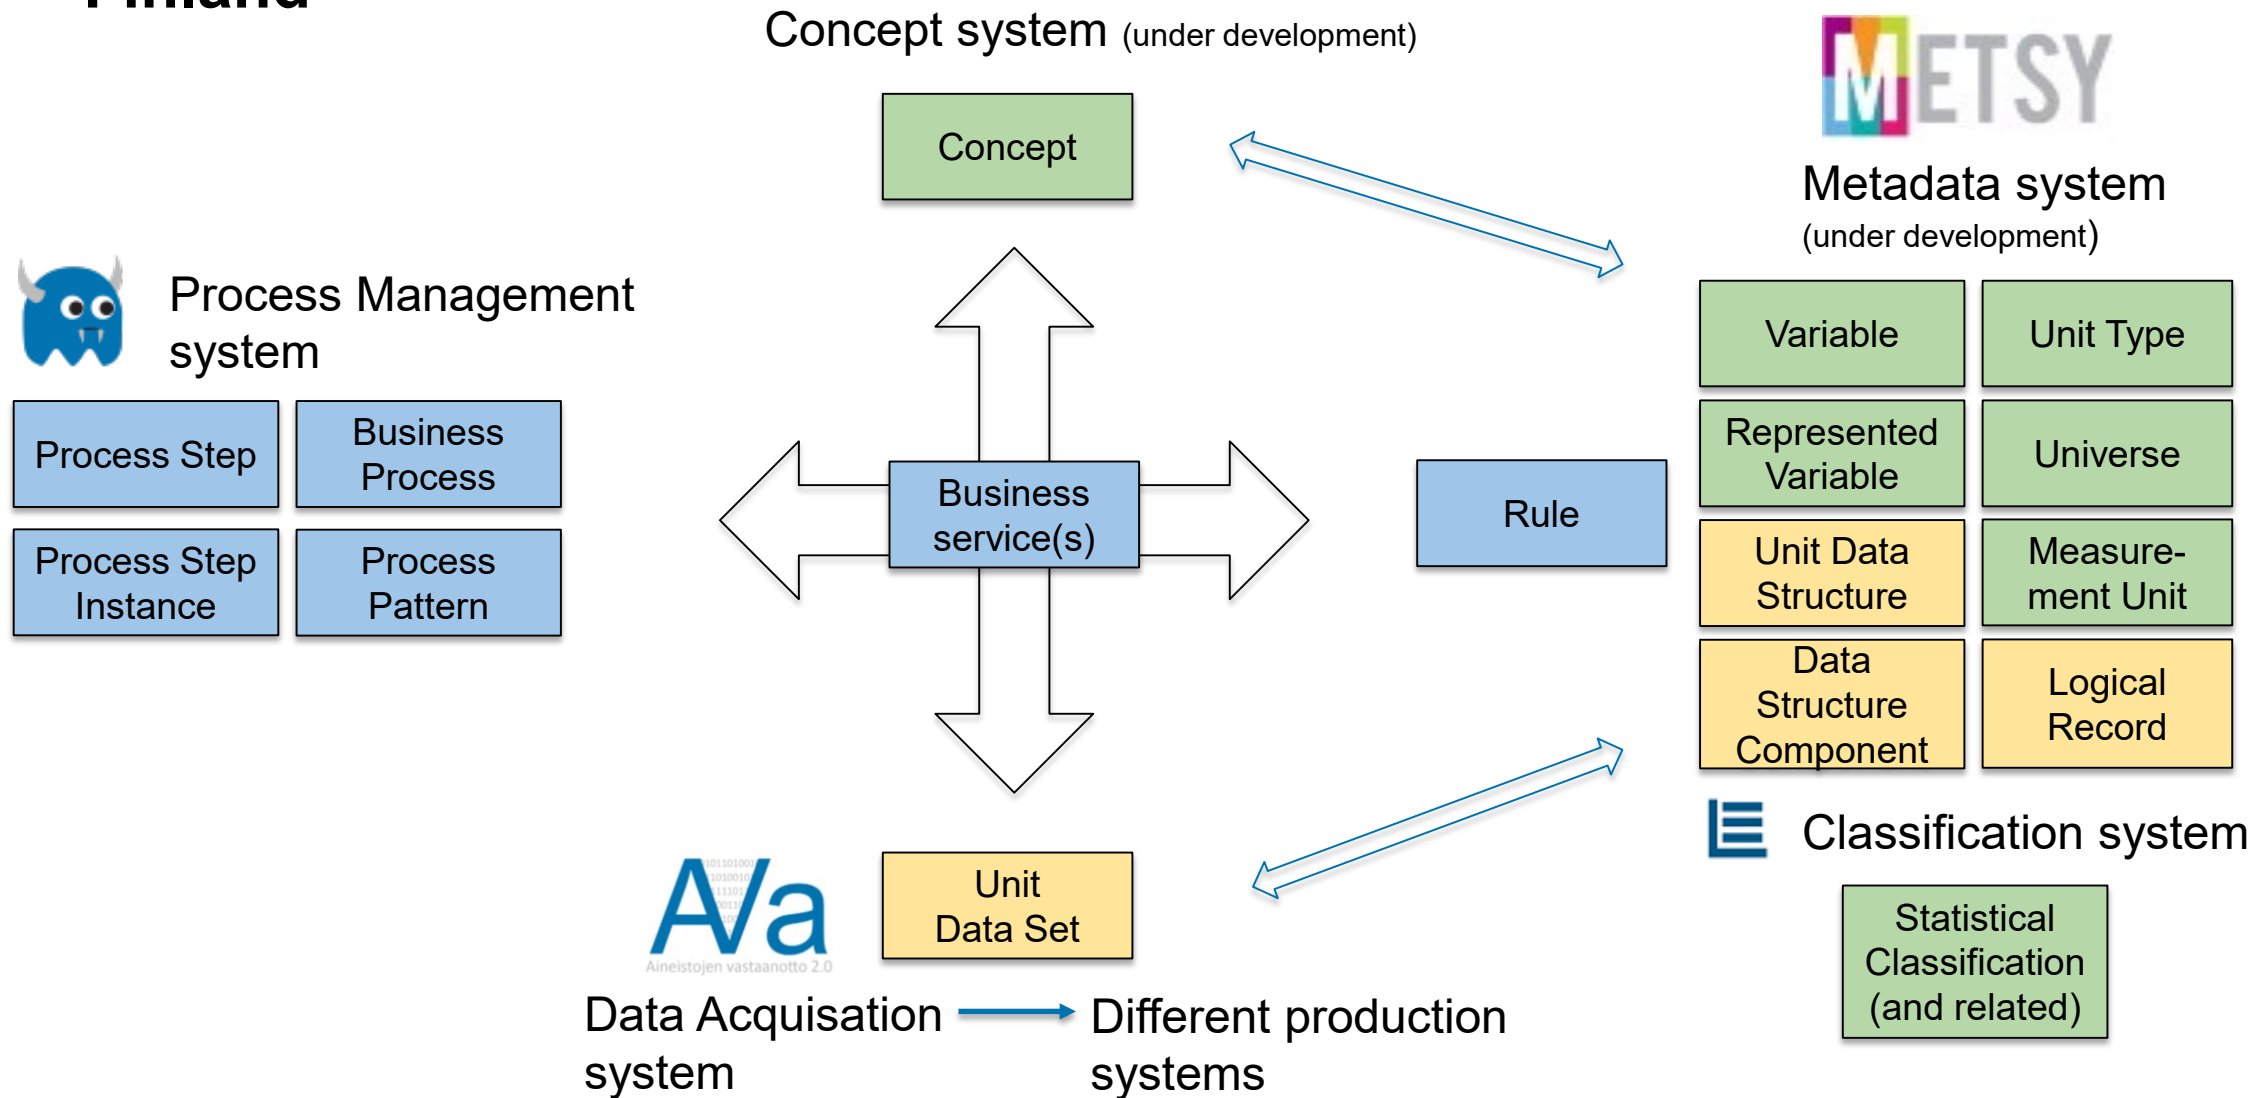 Finland
Concept system (under development)
METSY
Concept
Metadata system
(under development)
Process Management
system
Variable
Unit Type
Process Step
Business
Process
Represented
Variable
Universe
Business
service(s)
Rule
Process Step
Instance
Process
Pattern
Unit Data
Structure
Measure-
ment Unit
Data
Structure
Component
Logical
Record
Classification system
AVa
Aineistojen vastaanotto 2.0
Unit
Data Set
Statistical
Classification
(and related)
Data Acquisation
system
Different production
systems